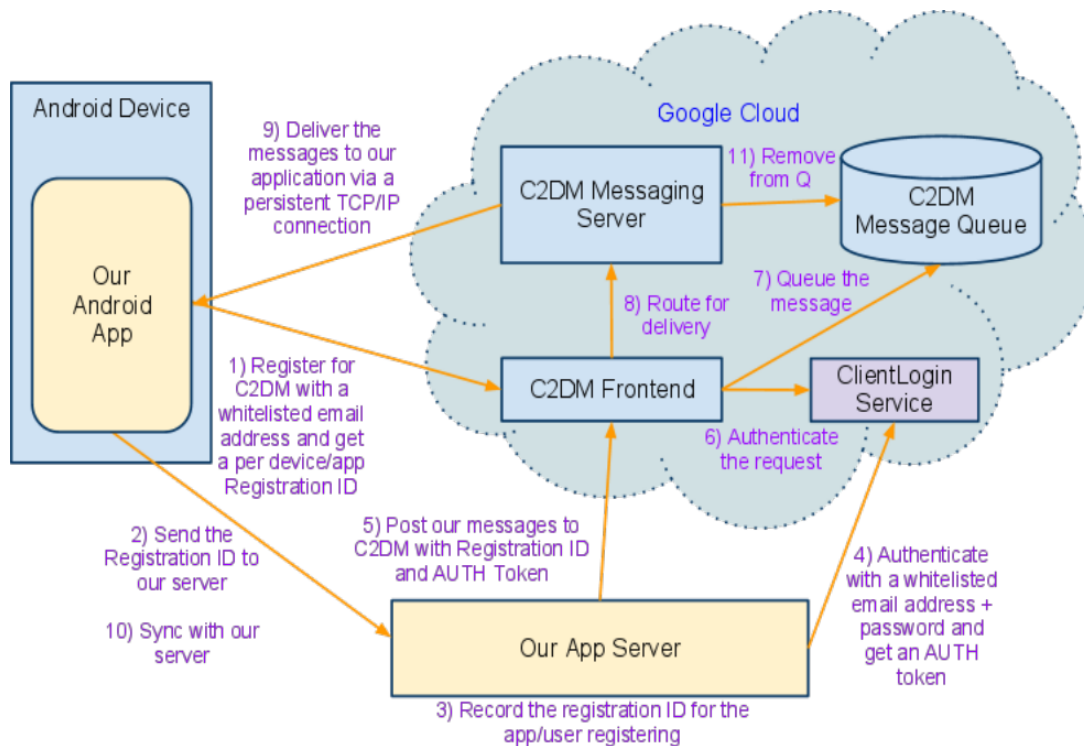 Android Device
Our
Android
App
Google Cloud
9) Deliver the
messages to our
application via a
persistent TCP/IP
connection
C2DM Messaging
Server
11) Remove
from Q
C2DM
Message Queue
7) Queue the
message
8) Route for
delivery
1) Register for
C2DM with a
whitelisted email
address and get
a per device/app
Registration ID
C2DM Frontend
ClientLogin
Service
6) Authenticate
the request
2) Send the
Registration ID to
our server
10) Sync with our
server
5) Post our messages to
C2DM with Registration ID
and AUTH Token
4) Authenticate
with a whitelisted
email address +
password and
get an AUTH
token
Our App Server
3) Record the registration ID for the
app/user registering